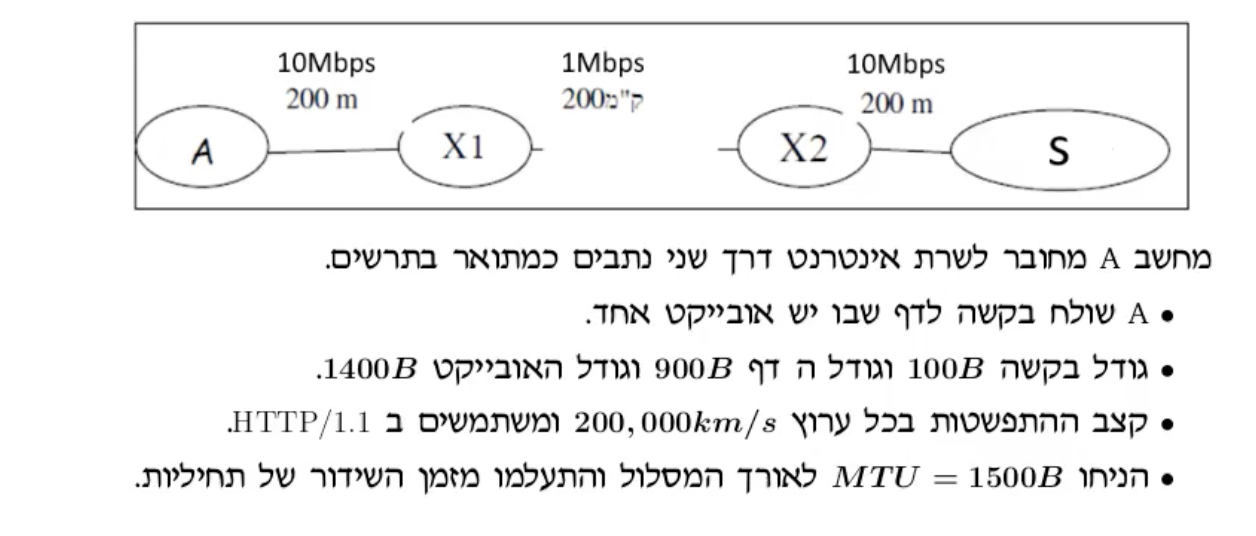 10Mbps 1Mbps 10Mbps
200 m 200ק"מ 200 m
A X1 X2 S
מחשב A מחובר לשרת אינטרנט דרך שני נתבים כמתואר בתרשים.
• A שולח בקשה לדף שבו יש אובייקט אחד.
• גודל בקשה 100B וגודל ה דף 900B וגודל האובייקט 1400B.
• קצב ההתפשטות בכל ערוץ 200,000km/s ומשתמשים ב HTTP/1.1.
• הניחו MTU = 1500B לאורך המסלול והתעלמו מזמן השידור של תחיליות.